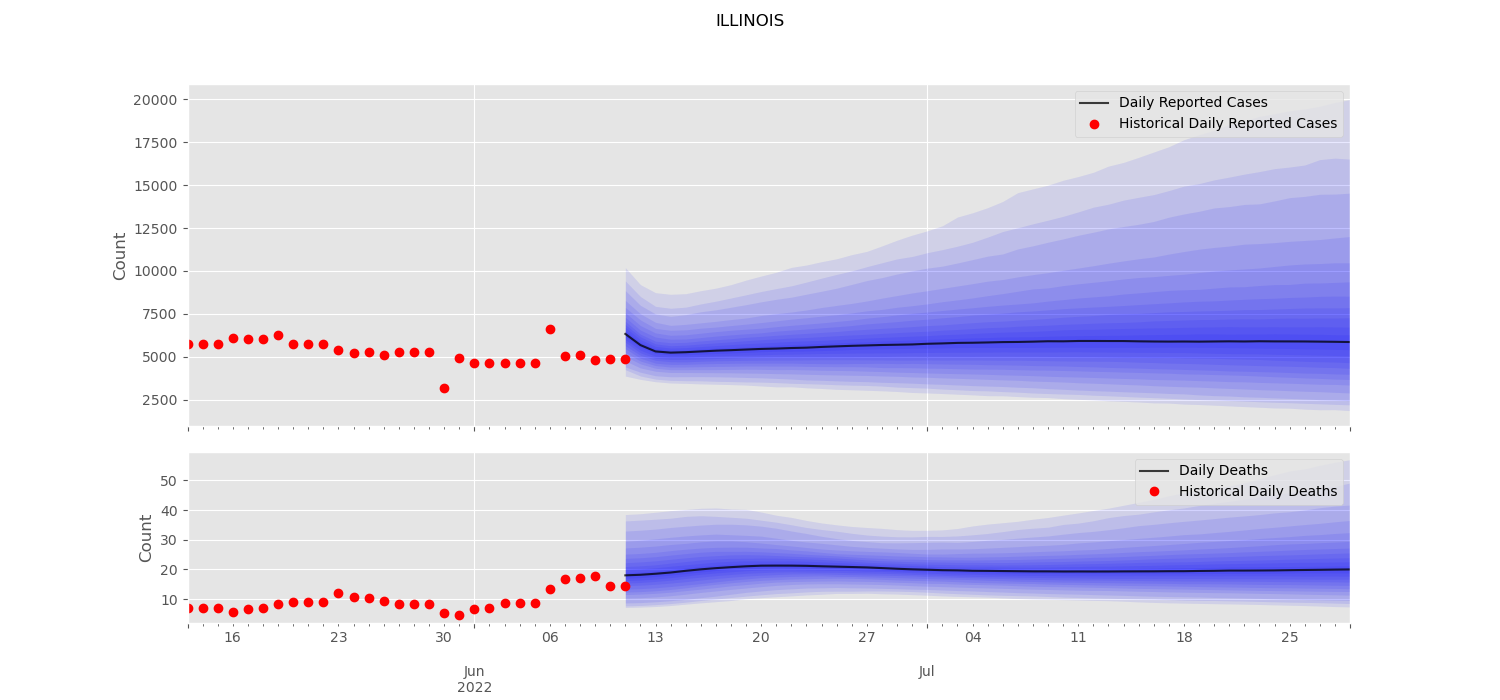 ILLINOIS
20000
17500
15000
12500
10000
7500
5000
2500
Count
Daily Reported Cases
Historical Daily Reported Cases
50
40
30
20
10
Count
Daily Deaths
Historical Daily Deaths
16 23 30 06 13 20 27 04 11 18 25
Jun Jul
2022